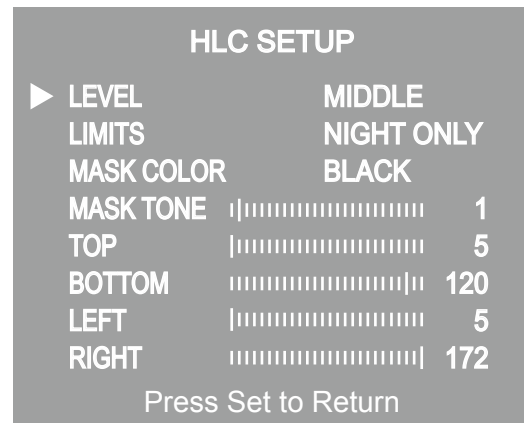 HLC SETUP
LEVEL MIDDLE
LIMITS NIGHT ONLY
MASK COLOR BLACK
MASK TONE 1
TOP 5
BOTTOM 120
LEFT 5
RIGHT 172
Press Set to Return